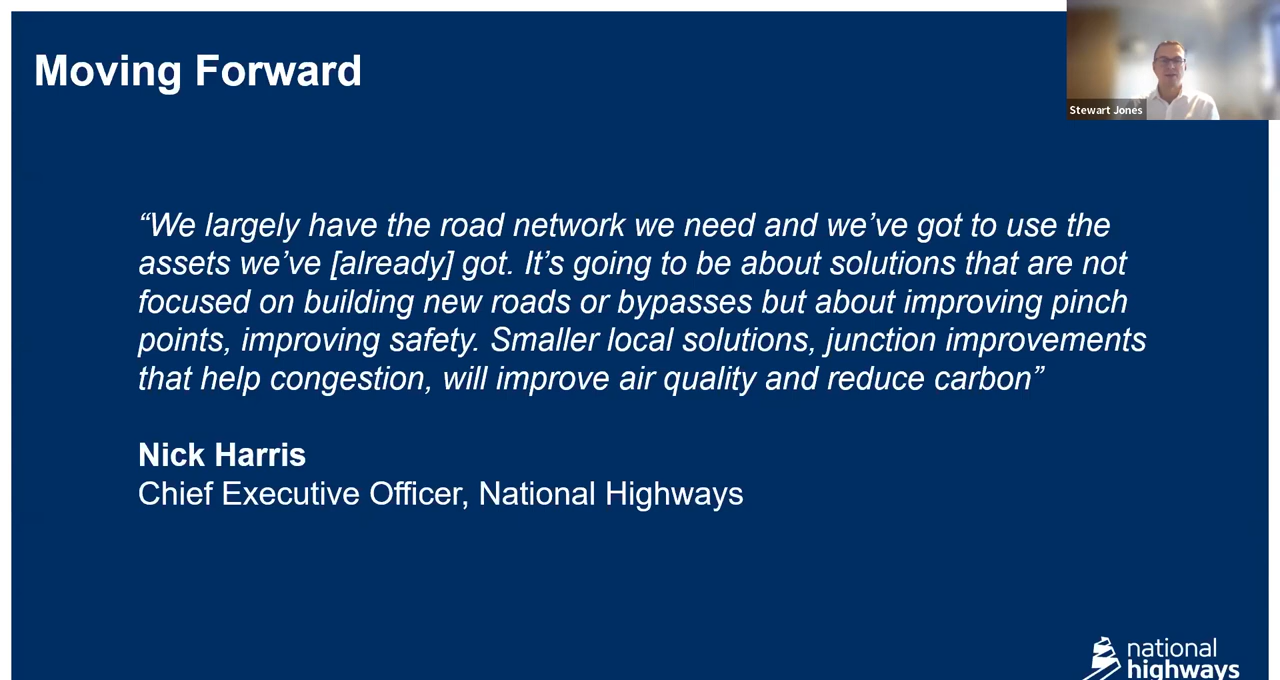 Moving Forward
Stewart Jones
“We largely have the road network we need and we’ve got to use the
assets we’ve [already] got. It’s going to be about solutions that are not
focused on building new roads or bypasses but about improving pinch
points, improving safety. Smaller local solutions, junction improvements
that help congestion, will improve air quality and reduce carbon”
Nick Harris
Chief Executive Officer, National Highways
national
highways